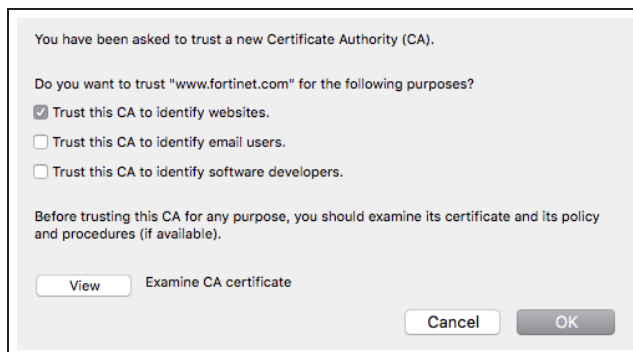 You have been asked to trust a new Certificate Authority (CA).
Do you want to trust "www.fortinet.com" for the following purposes?
Trust this CA to identify websites.
Trust this CA to identify email users.
Trust this CA to identify software developers.
Before trusting this CA for any purpose, you should examine its certificate and its policy
and procedures (if available).
View Examine CA certificate
Cancel OK